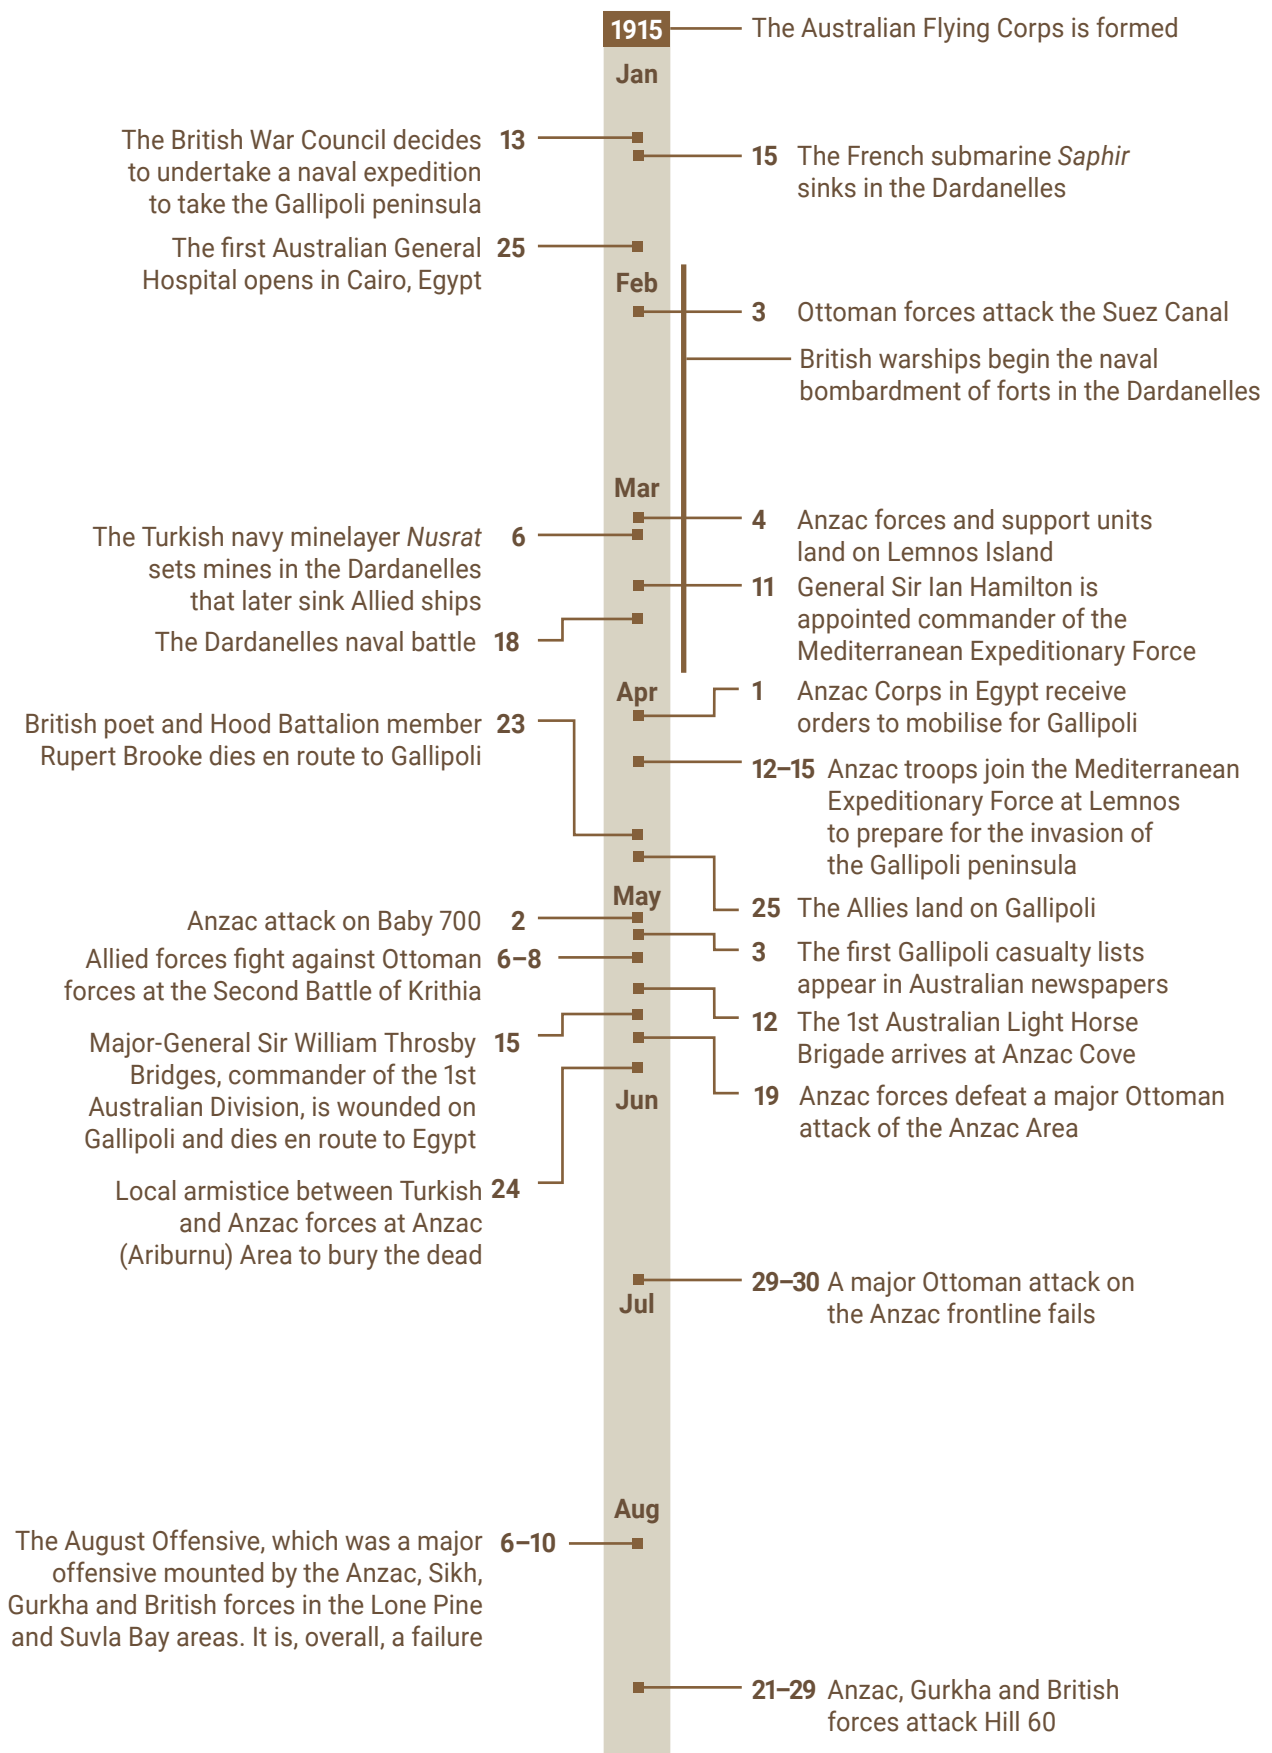 1915
The Australian Flying Corps is formed
Jan
13
The British War Council decides
to undertake a naval expedition
to take the Gallipoli peninsula
15
The French submarine Saphir
sinks in the Dardanelles
25
The first Australian General
Hospital opens in Cairo, Egypt
Feb
3
Ottoman forces attack the Suez Canal
British warships begin the naval
bombardment of forts in the Dardanelles
Mar
4
Anzac forces and support units
land on Lemnos Island
6
The Turkish navy minelayer Nusrat
sets mines in the Dardanelles
that later sink Allied ships
11
General Sir Ian Hamilton is
appointed commander of the
Mediterranean Expeditionary Force
18
The Dardanelles naval battle
Apr
1
Anzac Corps in Egypt receive
orders to mobilise for Gallipoli
23
British poet and Hood Battalion member
Rupert Brooke dies en route to Gallipoli
12–15
Anzac troops join the Mediterranean
Expeditionary Force at Lemnos
to prepare for the invasion of
the Gallipoli peninsula
25
The Allies land on Gallipoli
May
2
Anzac attack on Baby 700
3
The first Gallipoli casualty lists
appear in Australian newspapers
6–8
Allied forces fight against Ottoman
forces at the Second Battle of Krithia
12
The 1st Australian Light Horse
Brigade arrives at Anzac Cove
15
Major-General Sir William Throsby
Bridges, commander of the 1st
Australian Division, is wounded on
Gallipoli and dies en route to Egypt
19
Anzac forces defeat a major Ottoman
attack of the Anzac Area
24
Local armistice between Turkish
and Anzac forces at Anzac
(Ariburnu) Area to bury the dead
Jun
29–30
A major Ottoman attack on
the Anzac frontline fails
Jul
Aug
6–10
The August Offensive, which was a major
offensive mounted by the Anzac, Sikh,
Gurkha and British forces in the Lone Pine
and Suvla Bay areas. It is, overall, a failure
21–29
Anzac, Gurkha and British
forces attack Hill 60